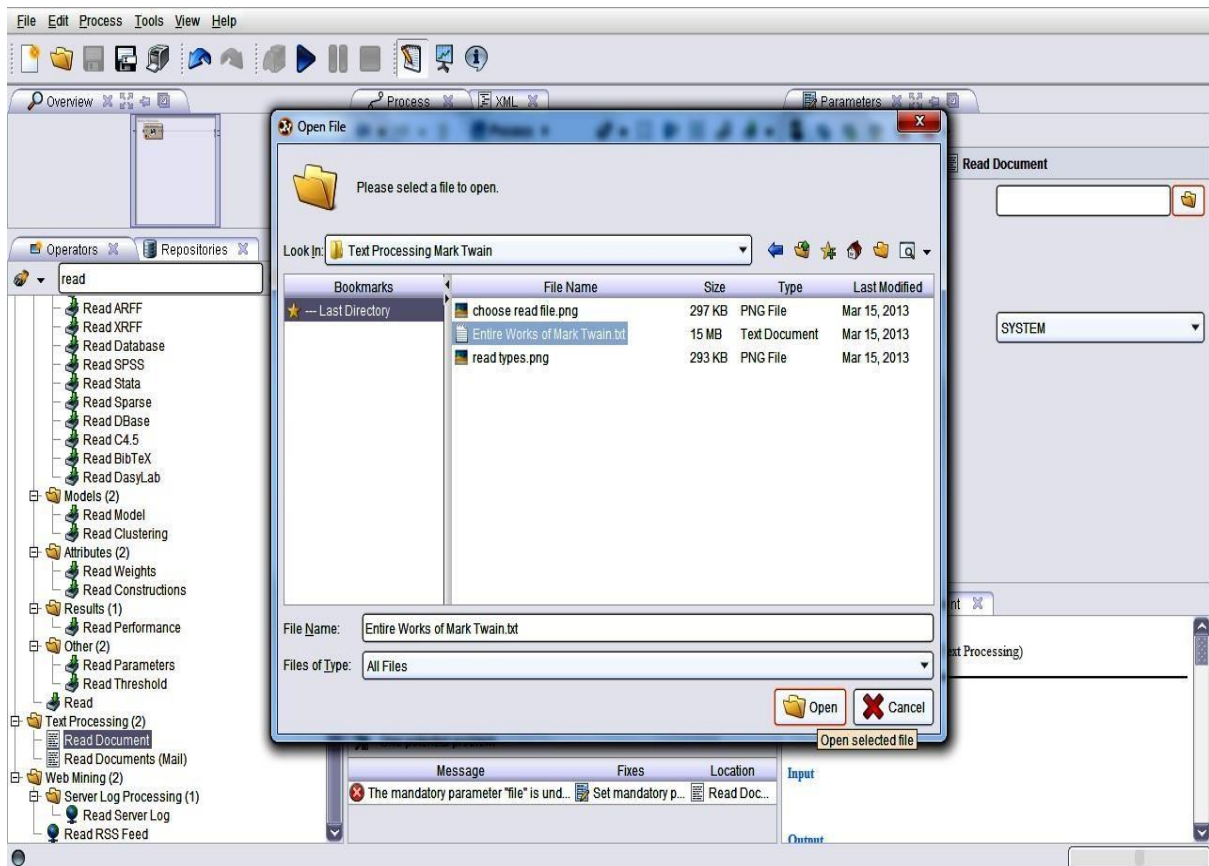 File Edit Process Tools View Help
Overview
Process
XML
Parameters
Open File
Please select a file to open.
Read Document
Look In: Text Processing Mark Twain
Operators
Repositories
read
Bookmarks
File Name Size Type Last Modified
--- Last Directory
choose read file.png 297 KB PNG File Mar 15, 2013
Entire Works of Mark Twain.txt 15 MB Text Document Mar 15, 2013
read types.png 293 KB PNG File Mar 15, 2013
SYSTEM
Read ARFF
Read XRFF
Read Database
Read SPSS
Read Stata
Read Sparse
Read DBase
Read C4.5
Read BibTeX
Read DasyLab
Models (2)
Read Model
Read Clustering
Attributes (2)
Read Weights
Read Constructions
Results (1)
Read Performance
Other (2)
Read Parameters
Read Threshold
Read
Text Processing (2)
Read Document
Read Documents (Mail)
Web Mining (2)
Server Log Processing (1)
Read Server Log
Read RSS Feed
File Name: Entire Works of Mark Twain.txt
Files of Type: All Files
Open
Cancel
Open selected file
Processing)
Message Fixes Location
The mandatory parameter "file" is und... Set mandatory p... Read Doc...
Input
Output